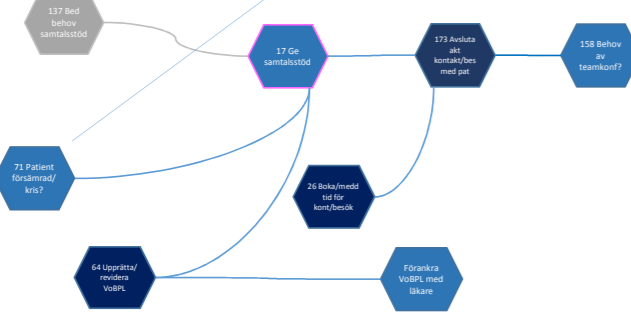 137 Bed
behov
samtalsstöd
17 Ge
samtalsstöd
173 Avsluta
akt
kontakt/bes
med pat
158 Behov
av
teamkonf?
71 Patient
försämrad/
kris?
26 Boka/medd
tid för
kont/besök
64 Upprätta/
revidera
VoBPL
Förankra
VoBPL med
läkare